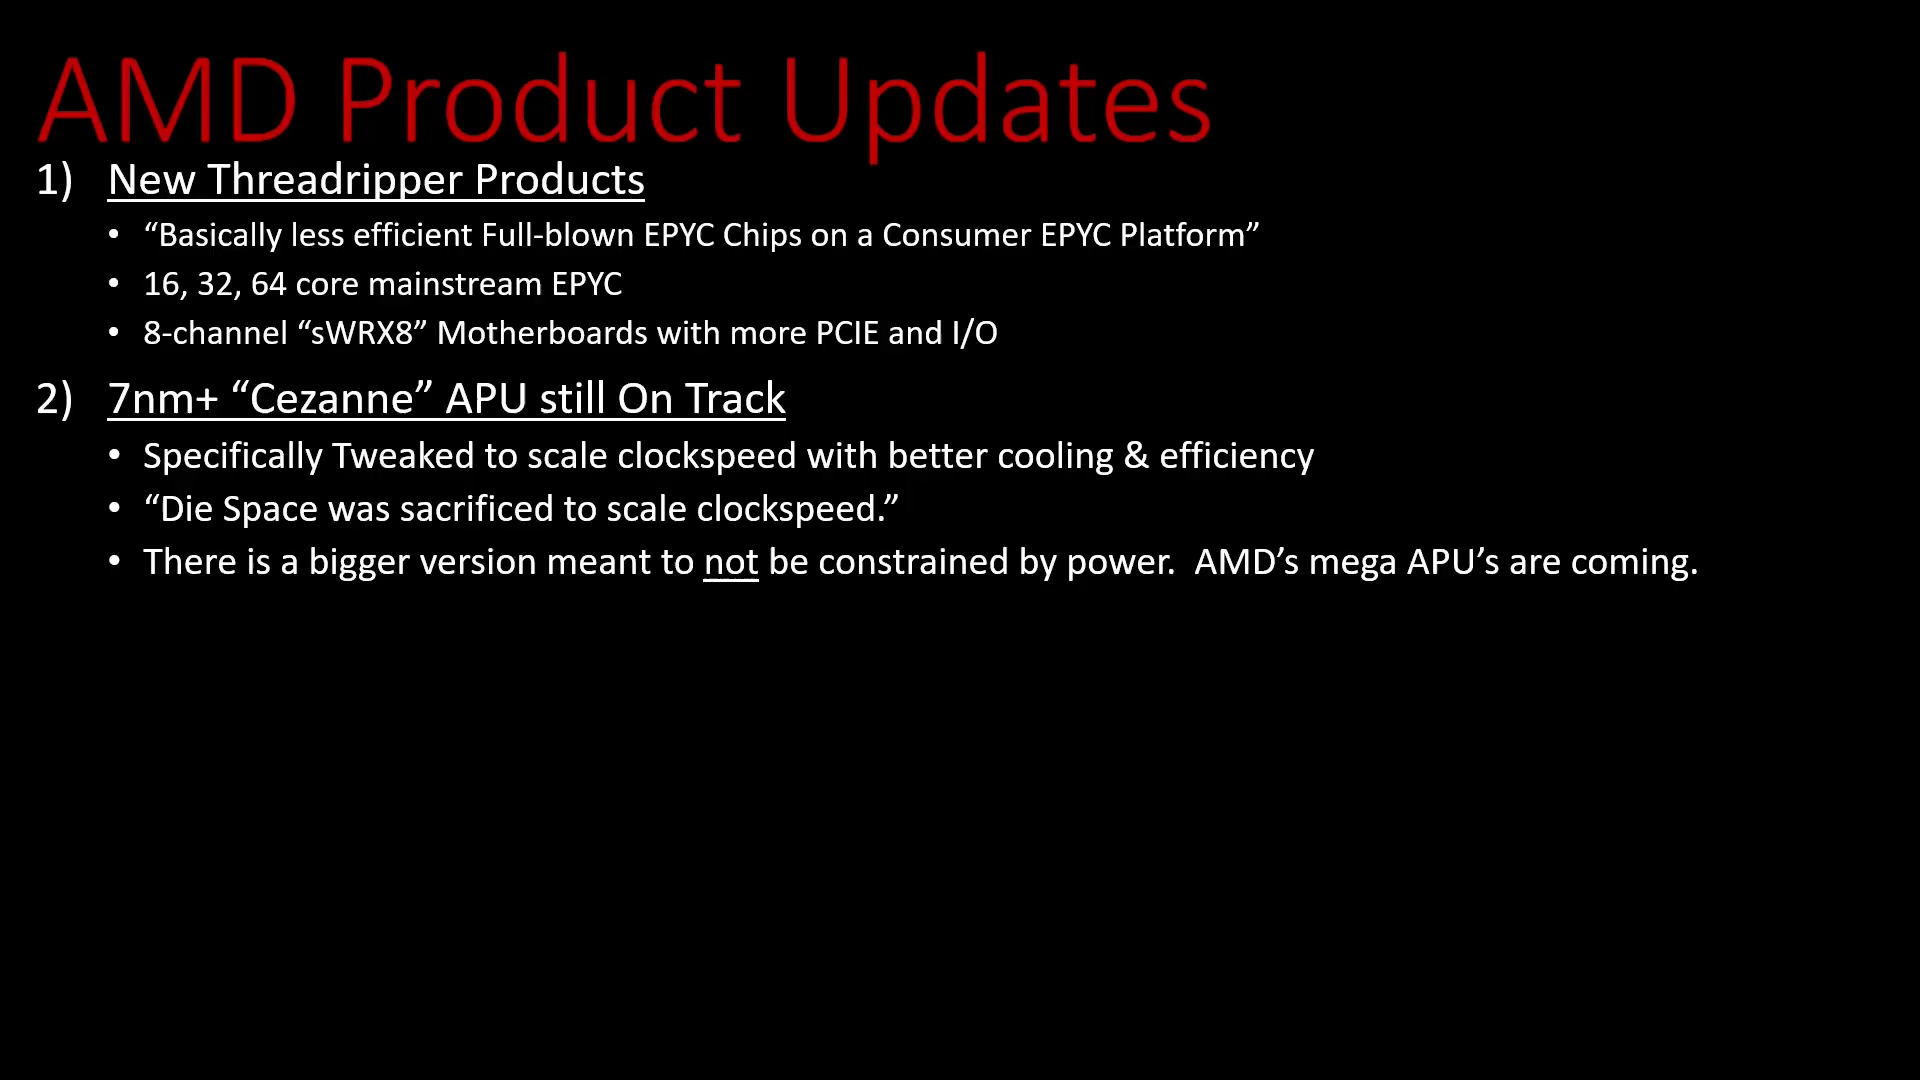 AMD Product Updates
1) New Threadripper Products
• “Basically less efficient Full-blown EPYC Chips on a Consumer EPYC Platform”
• 16, 32, 64 core mainstream EPYC
• 8-channel “sWRX8” Motherboards with more PCIE and I/O
2) 7nm+ “Cezanne” APU still On Track
• Specifically Tweaked to scale clockspeed with better cooling & efficiency
• “Die Space was sacrificed to scale clockspeed.”
• There is a bigger version meant to not be constrained by power.  AMD’s mega APU’s are coming.